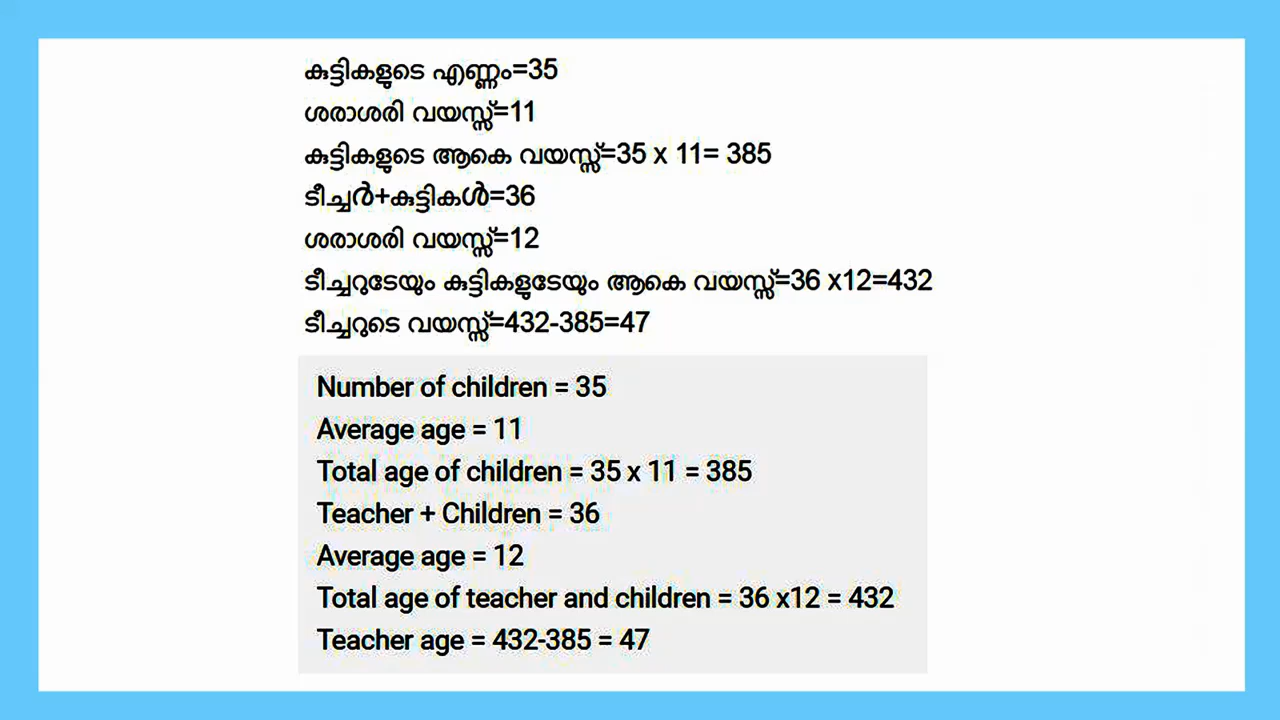 കുട്ടികളുടെ എണ്ണം=35
ശരാശരി വയസ്സ്=11
കുട്ടികളുടെ ആകെ വയസ്സ്=35 x 11= 385
ടീച്ചർ+കുട്ടികൾ=36
ശരാശരി വയസ്സ്=12
ടീച്ചറുടേയും കുട്ടികളുടേയും ആകെ വയസ്സ്=36 x12=432
ടീച്ചറുടെ വയസ്സ്=432-385=47
Number of children = 35
Average age = 11
Total age of children = 35 x 11 = 385
Teacher + Children = 36
Average age = 12
Total age of teacher and children = 36 x12 = 432
Teacher age = 432-385 = 47